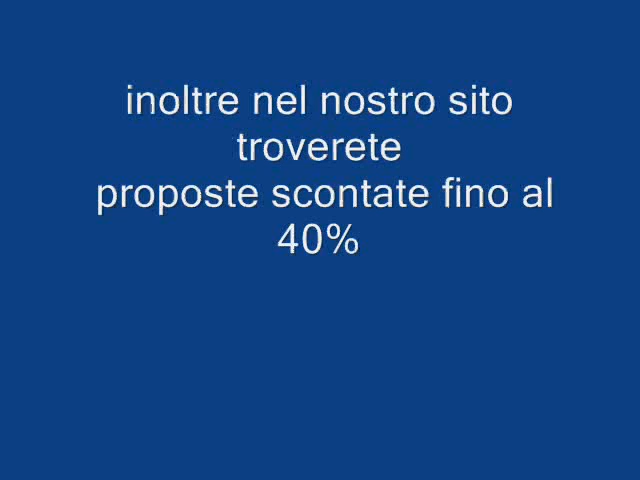 inoltre nel nostro sito
troverete
proposte scontate fino al
40%